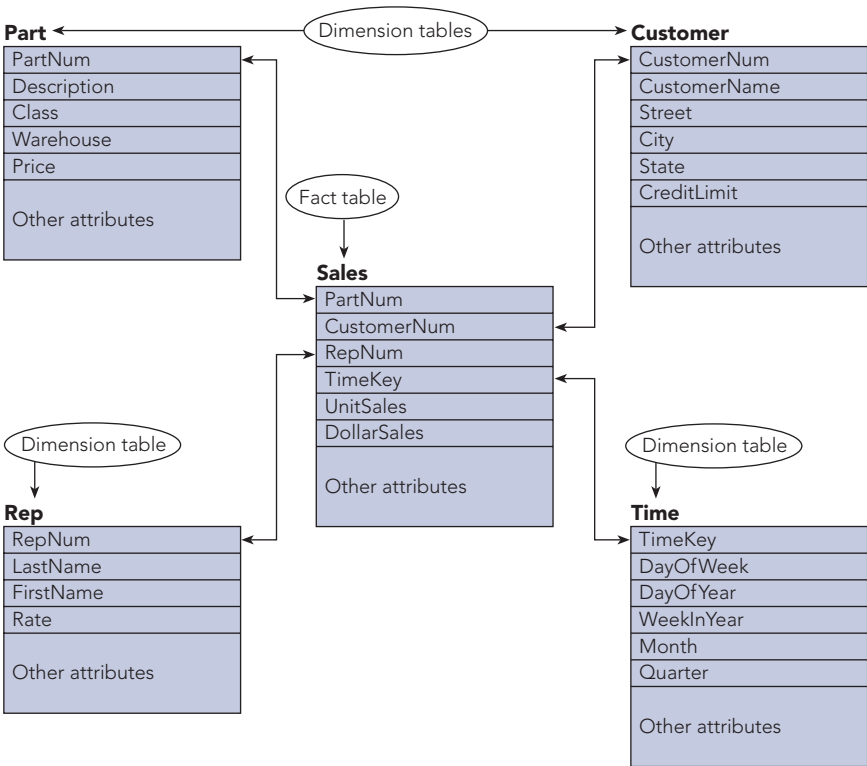 Dimension tables
Part
PartNum
Description
Class
Warehouse
Price
Other attributes
Customer
CustomerNum
CustomerName
Street
City
State
CreditLimit
Other attributes
Fact table
Sales
PartNum
CustomerNum
RepNum
TimeKey
UnitSales
DollarSales
Other attributes
Dimension table
Rep
RepNum
LastName
FirstName
Rate
Other attributes
Dimension table
Time
TimeKey
DayOfWeek
DayOfYear
WeekInYear
Month
Quarter
Other attributes